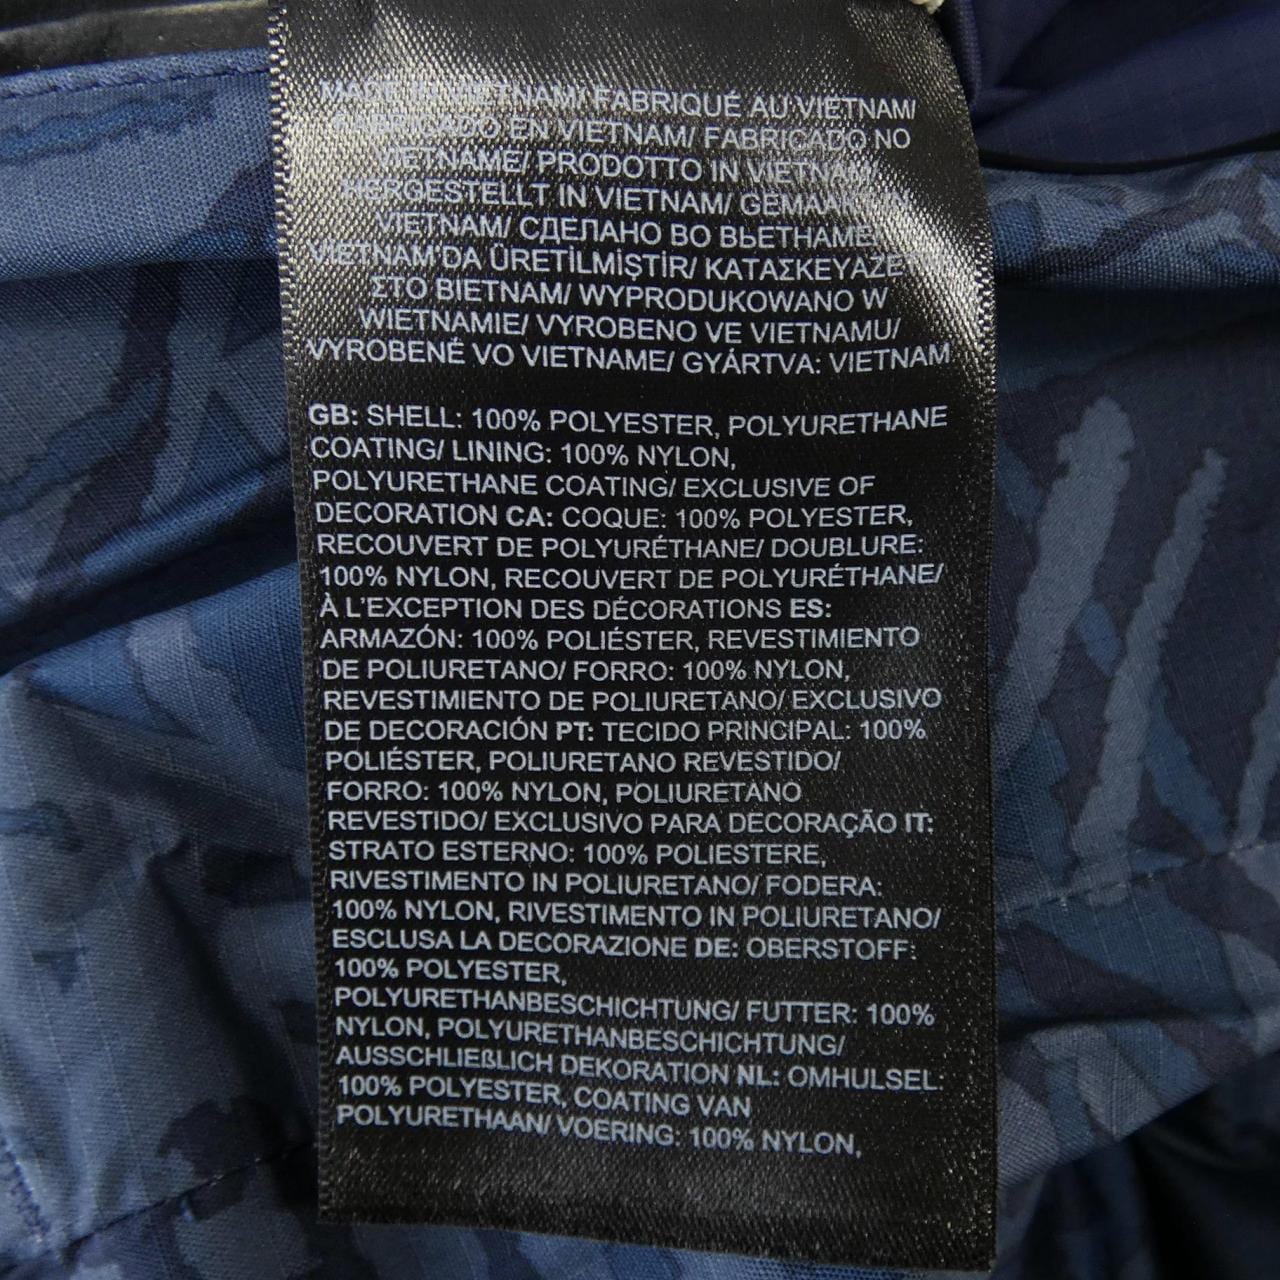 MADE IN VIETNAM/ FABRIQUÉ AU VIÊTNAM/
FABRICADO EN VIETNAM/ FABRICADO NO
VIETNAME/ PRODOTTO IN VIETNAM/
HERGESTELLT IN VIETNAM/ GEMAAKT IN
VIETNAM/ СДЕЛАНО ВО ВЬЕТНАМЕ/
VIETNAM'DA ÜRETİLMİŞTİR/ ΚΑΤΑΣΚΕΥΑΖΕ
ΣΤΟ ΒΙΕΤΝΑΜ/ WYPRODUKOWANO W
WIETNAMIE/ VYROBENO VE VIETNAMU/
VYROBENÉ VO VIETNAME/ GYÁRTVA: VIETNAM
GB: SHELL: 100% POLYESTER, POLYURETHANE
COATING/ LINING: 100% NYLON,
POLYURETHANE COATING/ EXCLUSIVE OF
DECORATION CA: COQUE: 100% POLYESTER,
RECOUVERT DE POLYURÉTHANE/ DOUBLURE:
100% NYLON, RECOUVERT DE POLYURÉTHANE/
À L'EXCEPTION DES DÉCORATIONS ES:
ARMAZÓN: 100% POLIÉSTER, REVESTIMIENTO
DE POLIURETANO/ FORRO: 100% NYLON,
REVESTIMIENTO DE POLIURETANO/ EXCLUSIVO
DE DECORACIÓN PT: TECIDO PRINCIPAL: 100%
POLIÉSTER, POLIURETANO REVESTIDO/
FORRO: 100% NYLON, POLIURETANO
REVESTIDO/ EXCLUSIVO PARA DECORAÇÃO IT:
STRATO ESTERNO: 100% POLIESTERE,
RIVESTIMENTO IN POLIURETANO/ FODERA:
100% NYLON, RIVESTIMENTO IN POLIURETANO/
ESCLUSA LA DECORAZIONE DE: OBERSTOFF:
100% POLYESTER,
POLYURETHANBESCHICHTUNG/ FUTTER: 100%
NYLON, POLYURETHANBESCHICHTUNG/
AUSSCHLIEßLICH DEKORATION NL: OMHULSEL:
100% POLYESTER, COATING VAN
POLYURETHAAN/ VOERING: 100% NYLON,